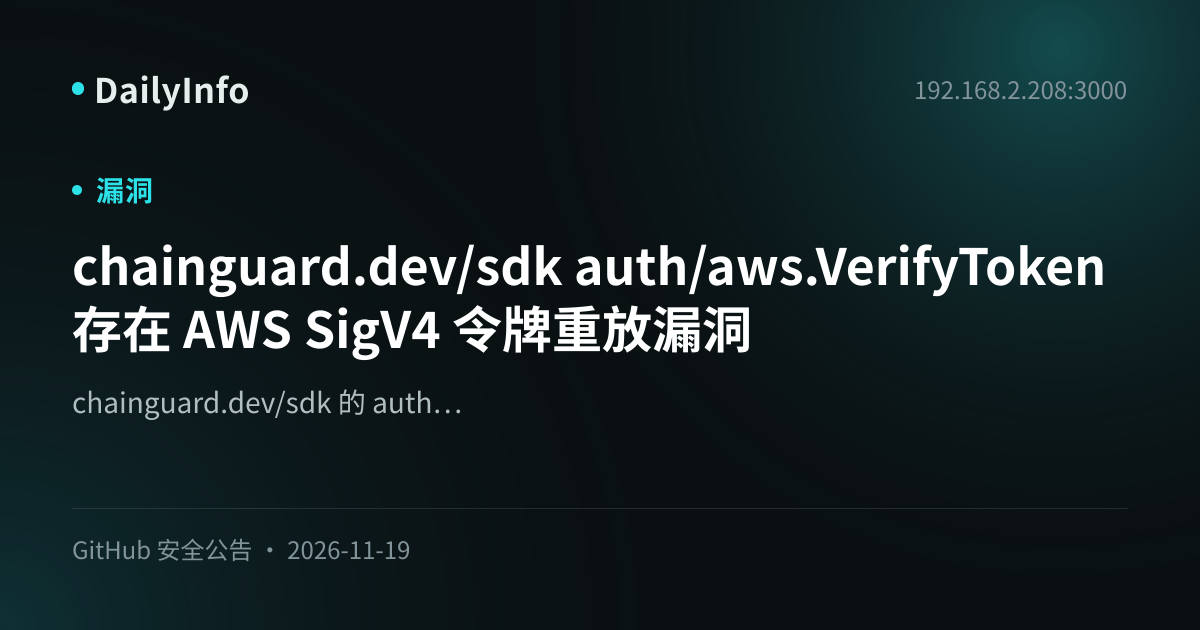 DailyInfo
192.168.2.208:3000
漏洞
chainguard.dev/sdk auth/aws.VerifyToken
存在 AWS SigV4 令牌重放漏洞
chainguard.dev/sdk 的 auth…
GitHub 安全公告 · 2026-11-19